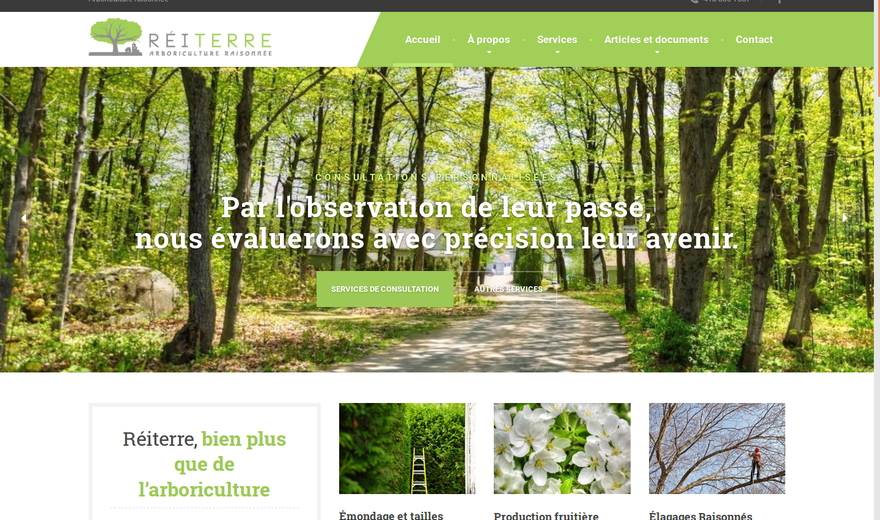 RÉITERRE
ARBORICULTURE RAISONNÉE
Accueil À propos Services Articles et documents Contact
CONSULTATIONS PERSONNALISÉES
Par l'observation de leur passé,
nous évaluerons avec précision leur avenir.
SERVICES DE CONSULTATION AUTRES SERVICES
Réiterre, bien plus
que de
l'arboriculture
Émondage et tailles
Production fruitière
Élagages Raisonnés